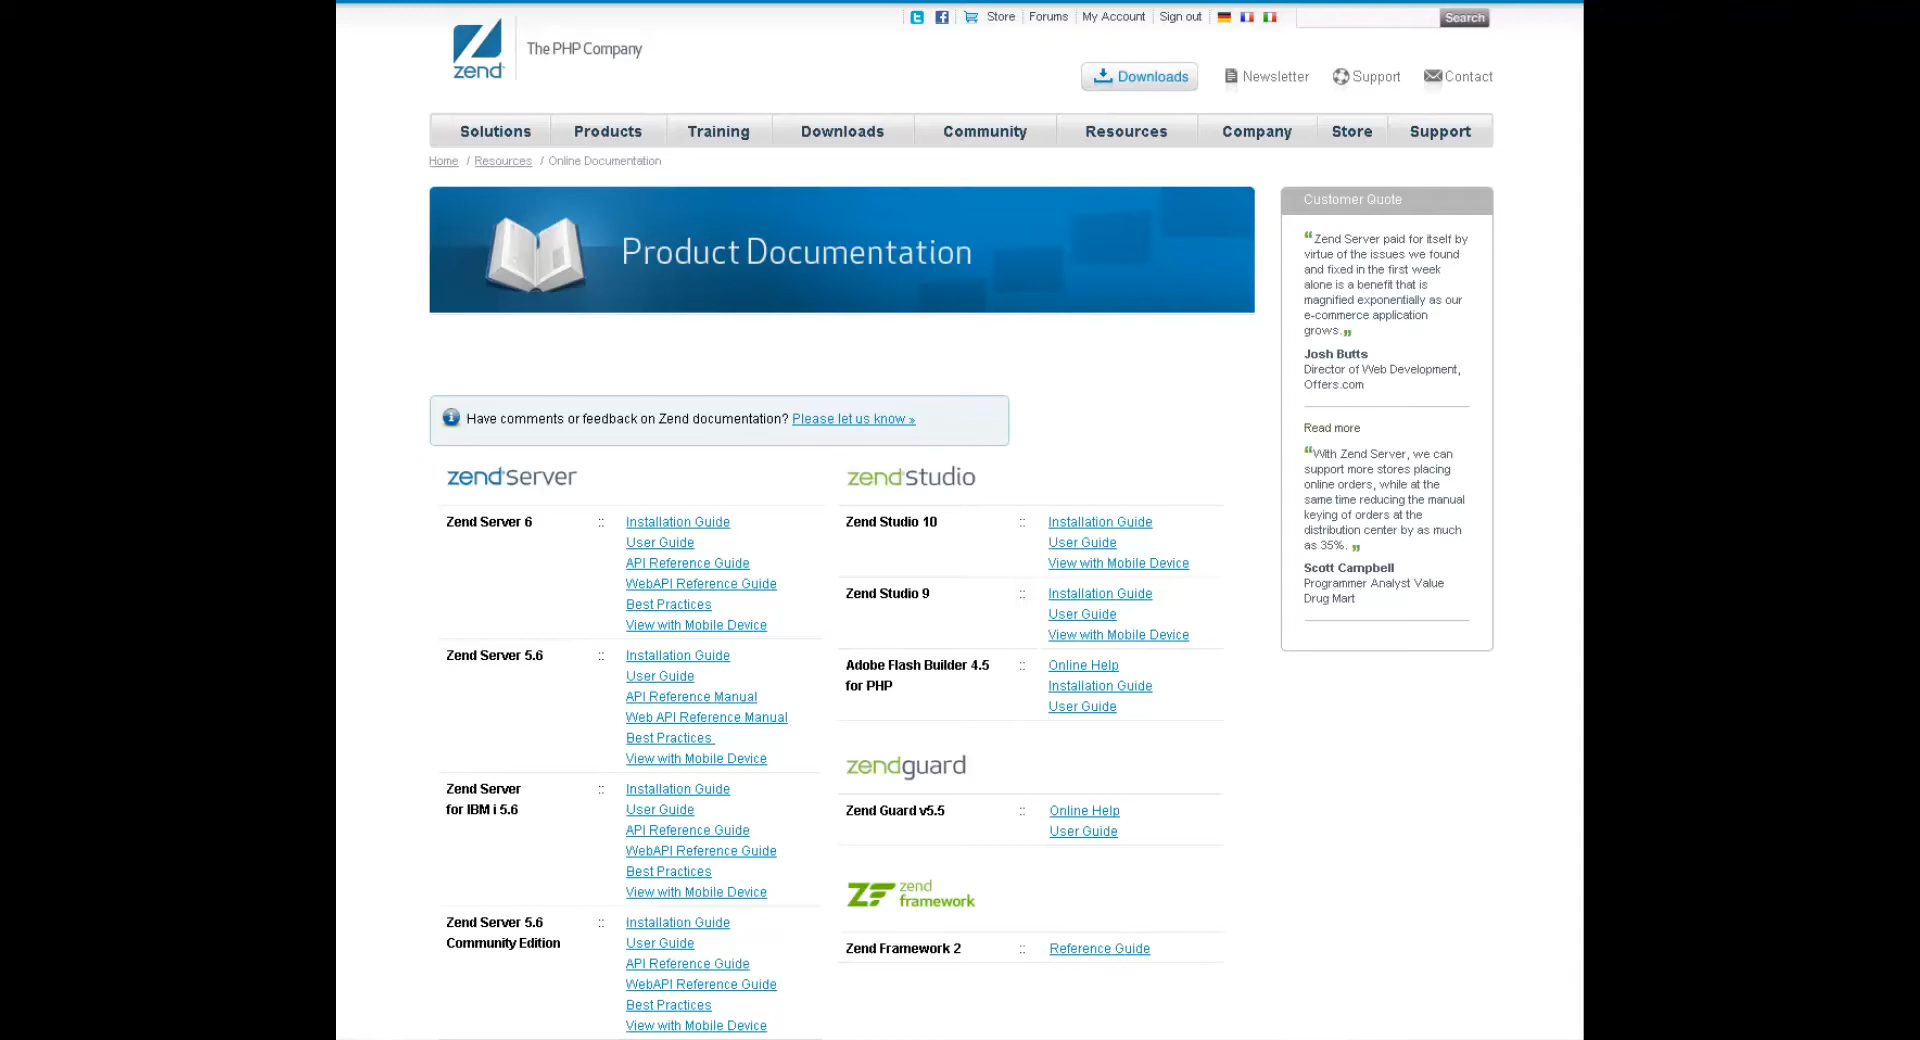 Store
Forums
My Account
Sign out
Search
zend
The PHP Company
Downloads
Newsletter
Support
Contact
Solutions
Products
Training
Downloads
Community
Resources
Company
Store
Support
Home / Resources / Online Documentation
Product Documentation
Have comments or feedback on Zend documentation? Please let us know »
zend Server
Zend Server 6 :: Installation Guide
User Guide
API Reference Guide
WebAPI Reference Guide
Best Practices
View with Mobile Device
Zend Server 5.6 :: Installation Guide
User Guide
API Reference Manual
Web API Reference Manual
Best Practices
View with Mobile Device
Zend Server :: Installation Guide
for IBM i 5.6 User Guide
API Reference Guide
WebAPI Reference Guide
Best Practices
View with Mobile Device
Zend Server 5.6 :: Installation Guide
Community Edition User Guide
API Reference Guide
WebAPI Reference Guide
Best Practices
View with Mobile Device
zend Studio
Zend Studio 10 :: Installation Guide
User Guide
View with Mobile Device
Zend Studio 9 :: Installation Guide
User Guide
View with Mobile Device
Adobe Flash Builder 4.5 :: Online Help
for PHP Installation Guide
User Guide
zendguard
Zend Guard v5.5 :: Online Help
User Guide
ZF zend
framework
Zend Framework 2 :: Reference Guide
Customer Quote
“Zend Server paid for itself by
virtue of the issues we found
and fixed in the first week
alone is a benefit that is
magnified exponentially as our
e-commerce application
grows.”
Josh Butts
Director of Web Development,
Offers.com
Read more
“With Zend Server, we can
support more stores placing
online orders, while at the
same time reducing the manual
keying of orders at the
distribution center by as much
as 35%. ”
Scott Campbell
Programmer Analyst Value
Drug Mart